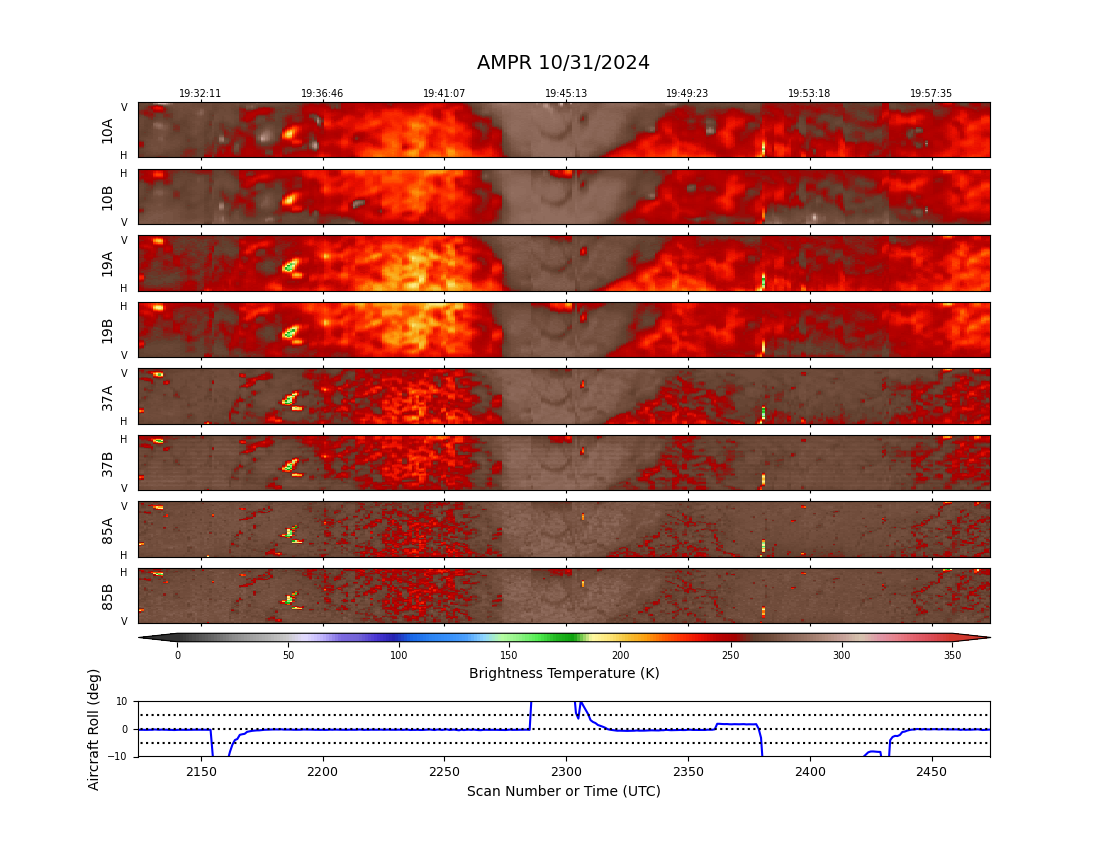 AMPR 10/31/2024
19:32:11 19:36:46 19:41:07 19:45:13 19:49:23 19:53:18 19:57:35
V
10A
H
H
10B
V
V
19A
H
H
19B
V
V
37A
H
H
37B
V
V
85A
H
H
85B
V
0 50 100 150 200 250 300 350
Brightness Temperature (K)
Aircraft Roll (deg)
10
0
−10
2150 2200 2250 2300 2350 2400 2450
Scan Number or Time (UTC)